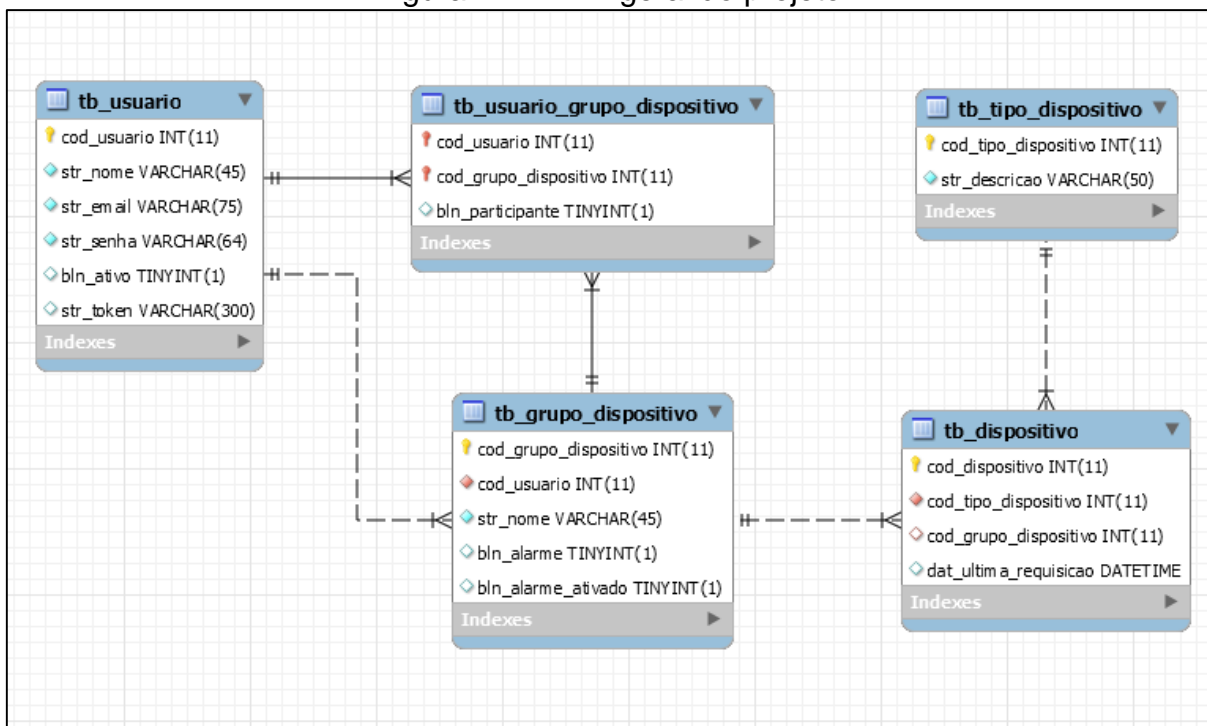 tb_usuario
cod_usuario INT(11)
str_nome VARCHAR(45)
str_email VARCHAR(75)
str_senha VARCHAR(64)
bln_ativo TINYINT(1)
str_token VARCHAR(300)
Indexes
tb_usuario_grupo_dispositivo
cod_usuario INT(11)
cod_grupo_dispositivo INT(11)
bln_participante TINYINT(1)
Indexes
tb_tipo_dispositivo
cod_tipo_dispositivo INT(11)
str_descricao VARCHAR(50)
Indexes
tb_grupo_dispositivo
cod_grupo_dispositivo INT(11)
cod_usuario INT(11)
str_nome VARCHAR(45)
bln_alarme TINYINT(1)
bln_alarme_ativado TINYINT(1)
Indexes
tb_dispositivo
cod_dispositivo INT(11)
cod_tipo_dispositivo INT(11)
cod_grupo_dispositivo INT(11)
dat_ultima_requisicao DATETIME
Indexes